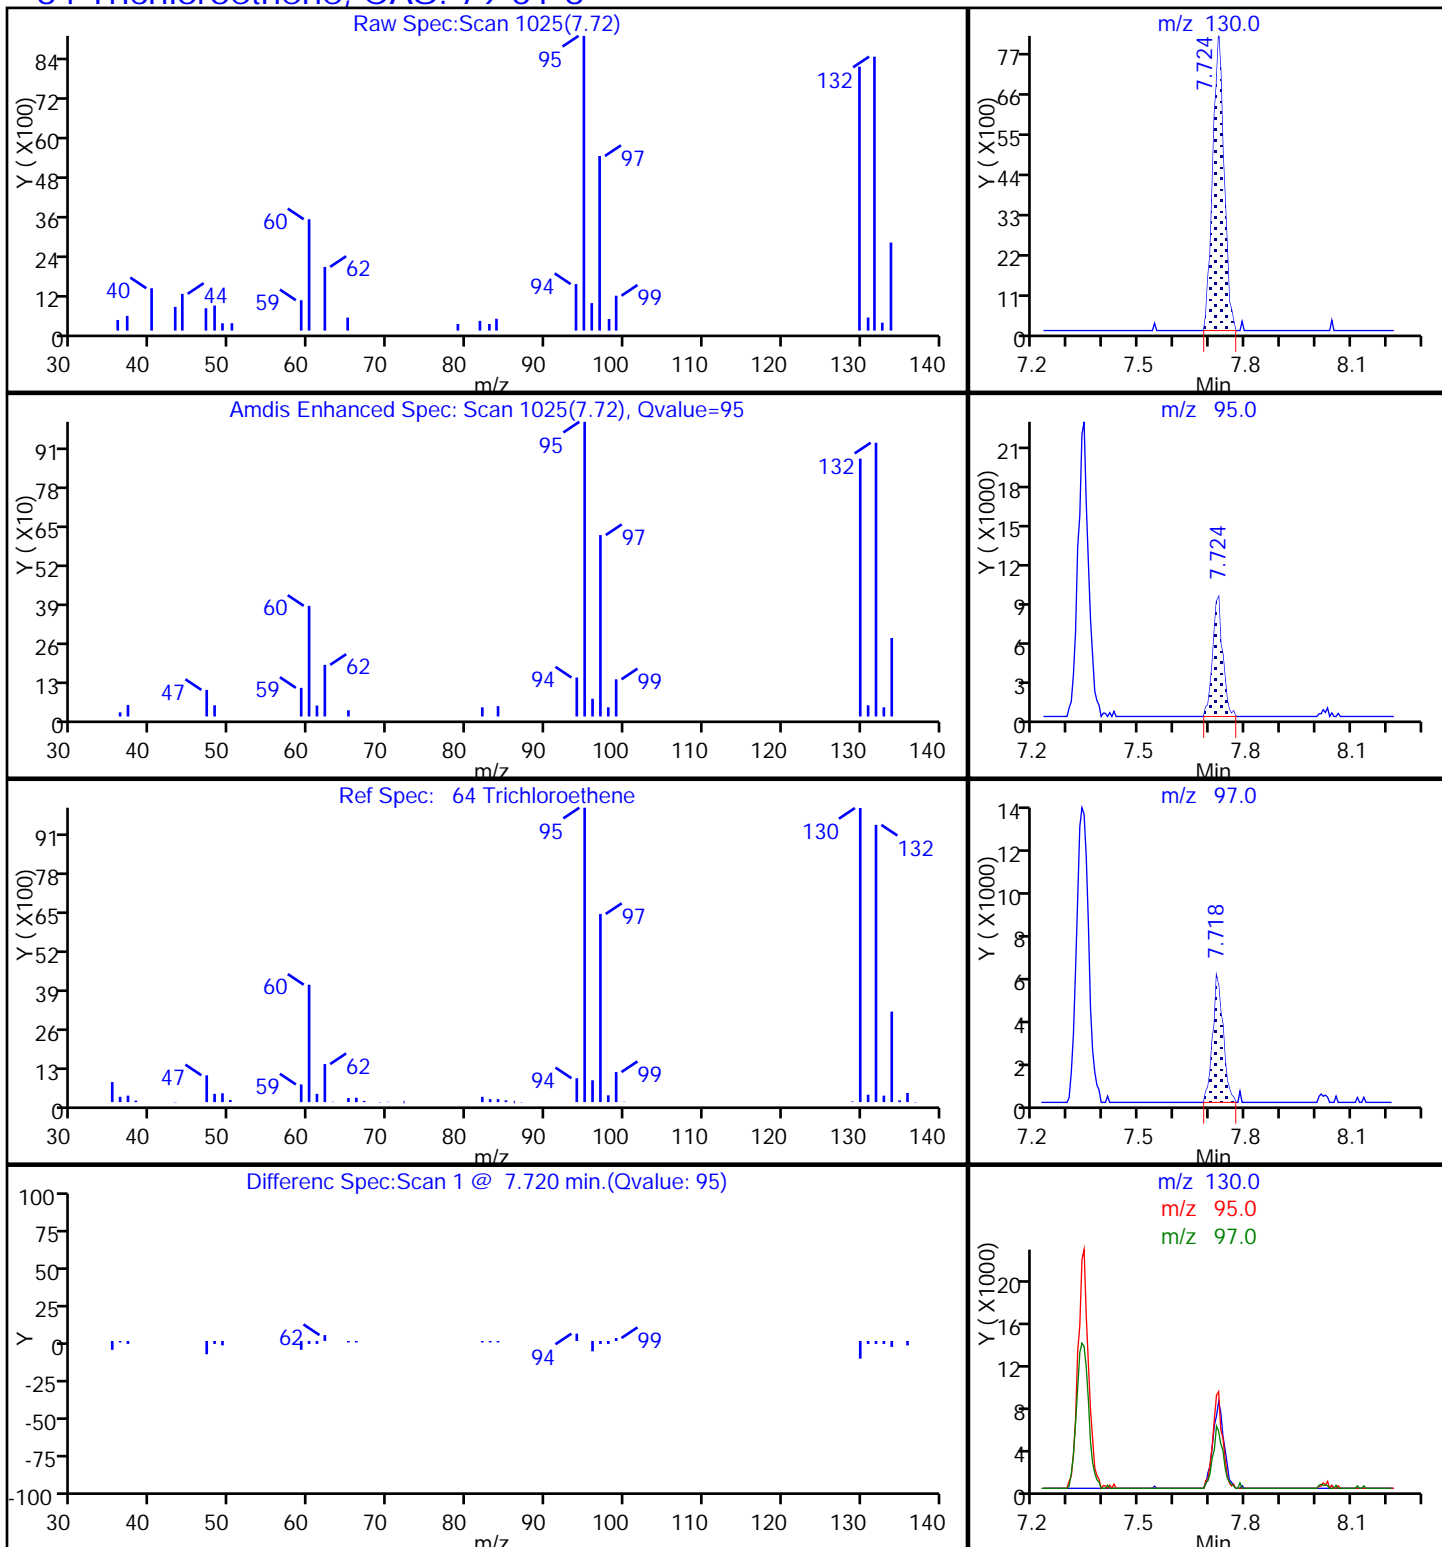 Raw Spec:Scan 1025(7.72)
Y ( X100)
84
72
60
48
36
24
12
0
95
132
97
60
62
40
44
59
94
99
30 40 50 60 70 80 90 100 110 120 130 140
m/z
m/z 130.0
Y ( X100)
77
66
55
44
33
22
11
0
7.724
7.2 7.5 7.8 8.1
Min
Amdis Enhanced Spec: Scan 1025(7.72), Qvalue=95
Y ( X10)
91
78
65
52
39
26
13
0
95
132
97
60
62
47
59
94
99
30 40 50 60 70 80 90 100 110 120 130 140
m/z
m/z 95.0
Y ( X1000)
21
18
15
12
9
6
3
0
7.724
7.2 7.5 7.8 8.1
Min
Ref Spec: 64 Trichloroethene
Y ( X100)
91
78
65
52
39
26
13
0
95
130
132
97
60
62
47
59
94
99
30 40 50 60 70 80 90 100 110 120 130 140
m/z
m/z 97.0
Y ( X1000)
14
12
10
8
6
4
2
0
7.718
7.2 7.5 7.8 8.1
Min
Differenc Spec:Scan 1 @ 7.720 min.(Qvalue: 95)
Y
100
75
50
25
0
-25
-50
-75
-100
62
94
99
30 40 50 60 70 80 90 100 110 120 130 140
m/z
m/z 130.0
m/z 95.0
m/z 97.0
Y ( X1000)
20
16
12
8
4
0
7.2 7.5 7.8 8.1
Min